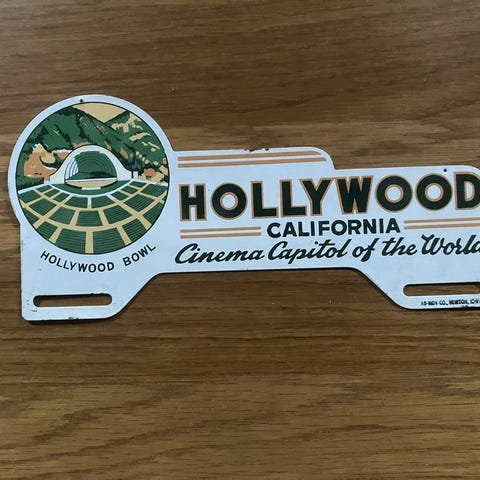 HOLLYWOOD BOWL
HOLLYWOOD
CALIFORNIA
Cinema Capitol of the World